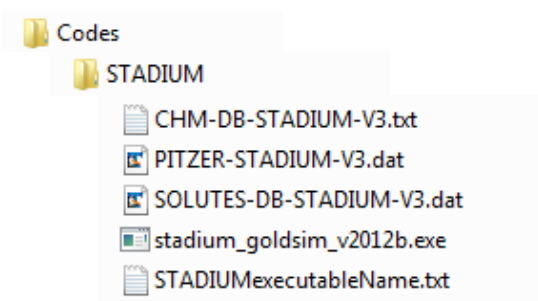 Codes
STADIUM
CHM-DB-STADIUM-V3.txt
PITZER-STADIUM-V3.dat
SOLUTES-DB-STADIUM-V3.dat
stadium_goldsim_v2012b.exe
STADIUMexecutableName.txt